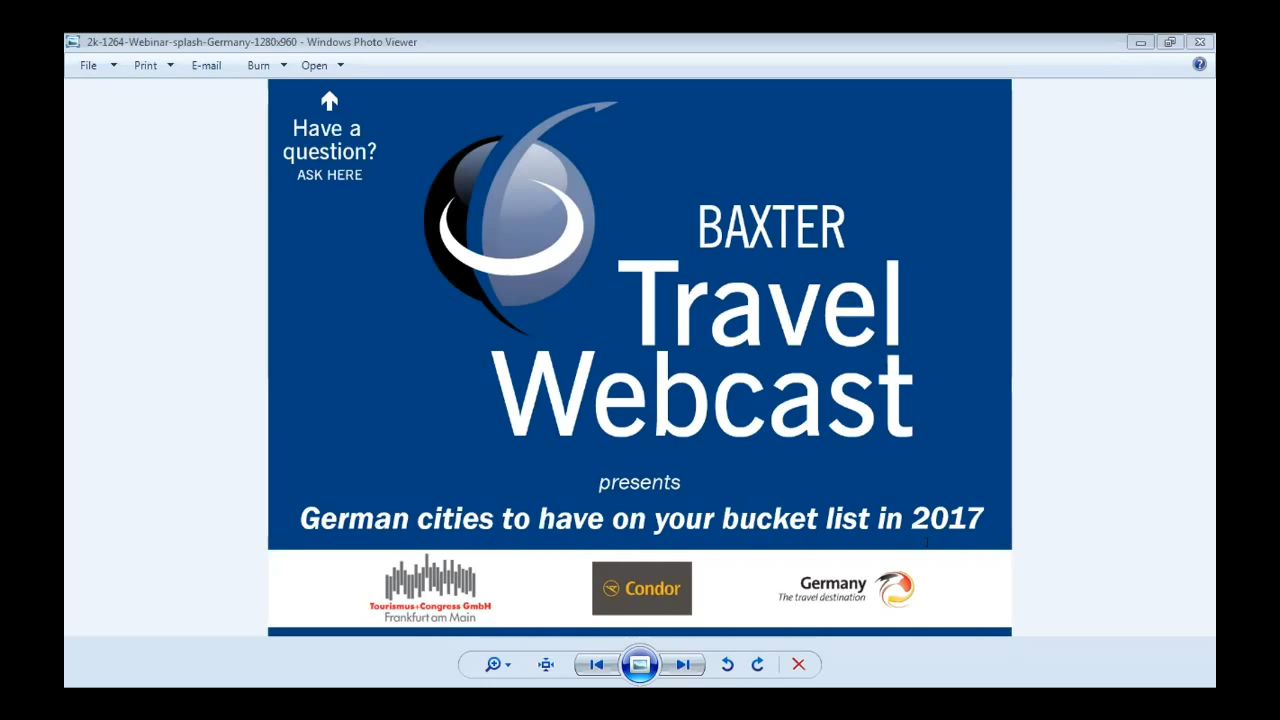 2k-1264-Webinar-splash-Germany-1280x960 - Windows Photo Viewer
File Print E-mail Burn Open
Have a
question?
ASK HERE
BAXTER
Travel
Webcast
presents
German cities to have on your bucket list in 2017
Tourismus+Congress GmbH
Frankfurt am Main
Condor
Germany
The travel destination